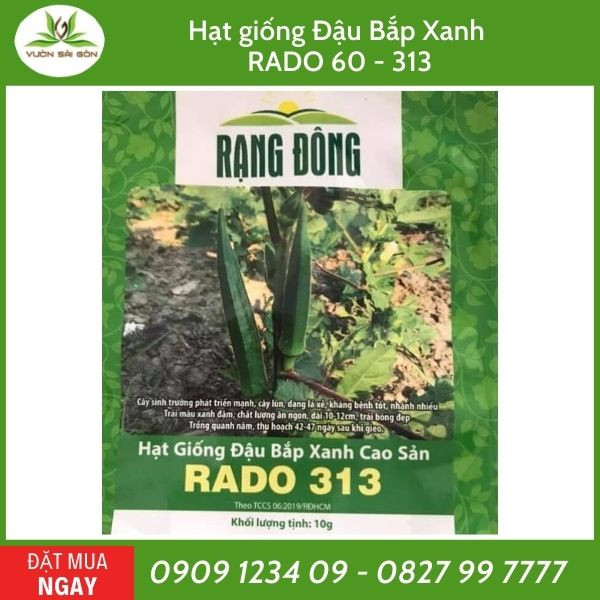 VƯỜN SÀI GÒN
Hạt giống Đậu Bắp Xanh
RADO 60 - 313
RẠNG ĐÔNG
Cây sinh trưởng phát triển mạnh, cây lùn, dạng lá xẻ, kháng bệnh tốt, nhánh nhiều
Trái màu xanh đậm, chất lượng ăn ngon, dài 10-12cm, trái bóng đẹp
Trồng quanh năm, thu hoạch 42-47 ngày sau khi gieo.
Hạt Giống Đậu Bắp Xanh Cao Sản
RADO 313
Theo TCCS 06:2019/RĐHCM
Khối lượng tịnh: 10g
ĐẶT MUA
NGAY
0909 1234 09 - 0827 99 7777